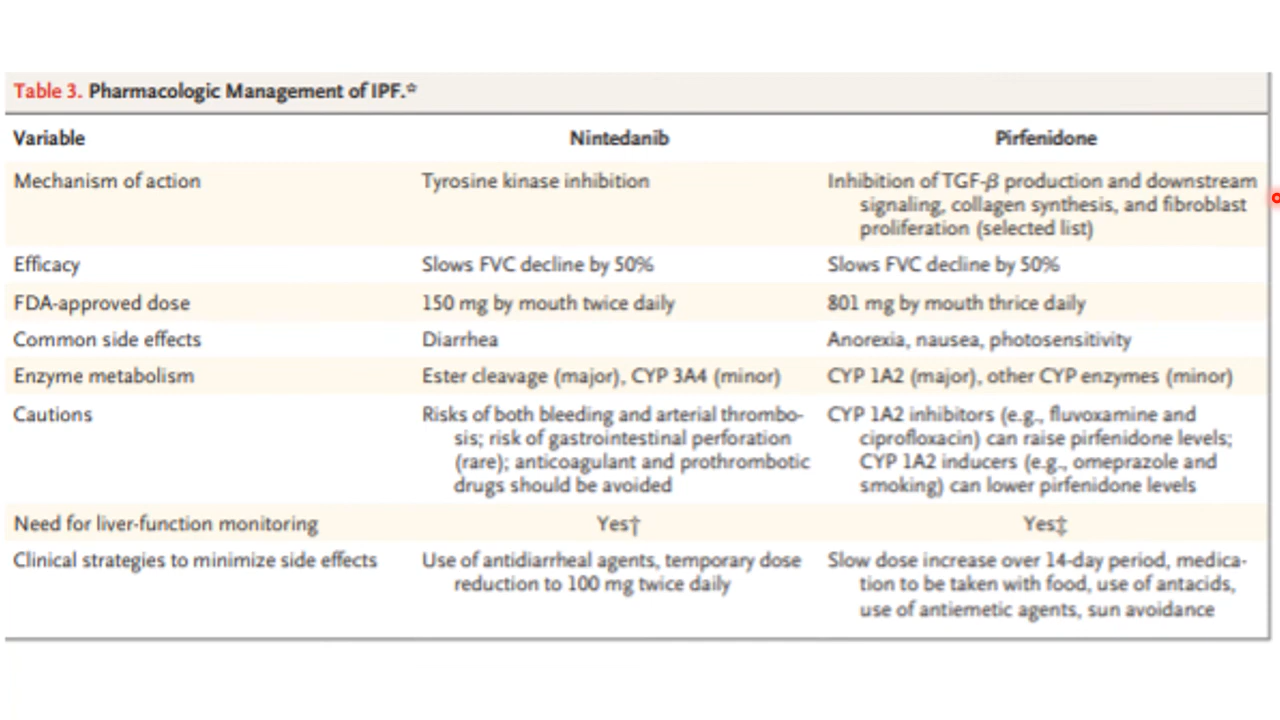 Table 3. Pharmacologic Management of IPF.*
Variable Nintedanib Pirfenidone
Mechanism of action Tyrosine kinase inhibition Inhibition of TGF-β production and downstream
signaling, collagen synthesis, and fibroblast
proliferation (selected list)
Efficacy Slows FVC decline by 50% Slows FVC decline by 50%
FDA-approved dose 150 mg by mouth twice daily 801 mg by mouth thrice daily
Common side effects Diarrhea Anorexia, nausea, photosensitivity
Enzyme metabolism Ester cleavage (major), CYP 3A4 (minor) CYP 1A2 (major), other CYP enzymes (minor)
Cautions Risks of both bleeding and arterial thrombo- CYP 1A2 inhibitors (e.g., fluvoxamine and
sis; risk of gastrointestinal perforation ciprofloxacin) can raise pirfenidone levels;
(rare); anticoagulant and prothrombotic CYP 1A2 inducers (e.g., omeprazole and
drugs should be avoided smoking) can lower pirfenidone levels
Need for liver-function monitoring Yes† Yes‡
Clinical strategies to minimize side effects Use of antidiarrheal agents, temporary dose Slow dose increase over 14-day period, medica-
reduction to 100 mg twice daily tion to be taken with food, use of antacids,
use of antiemetic agents, sun avoidance